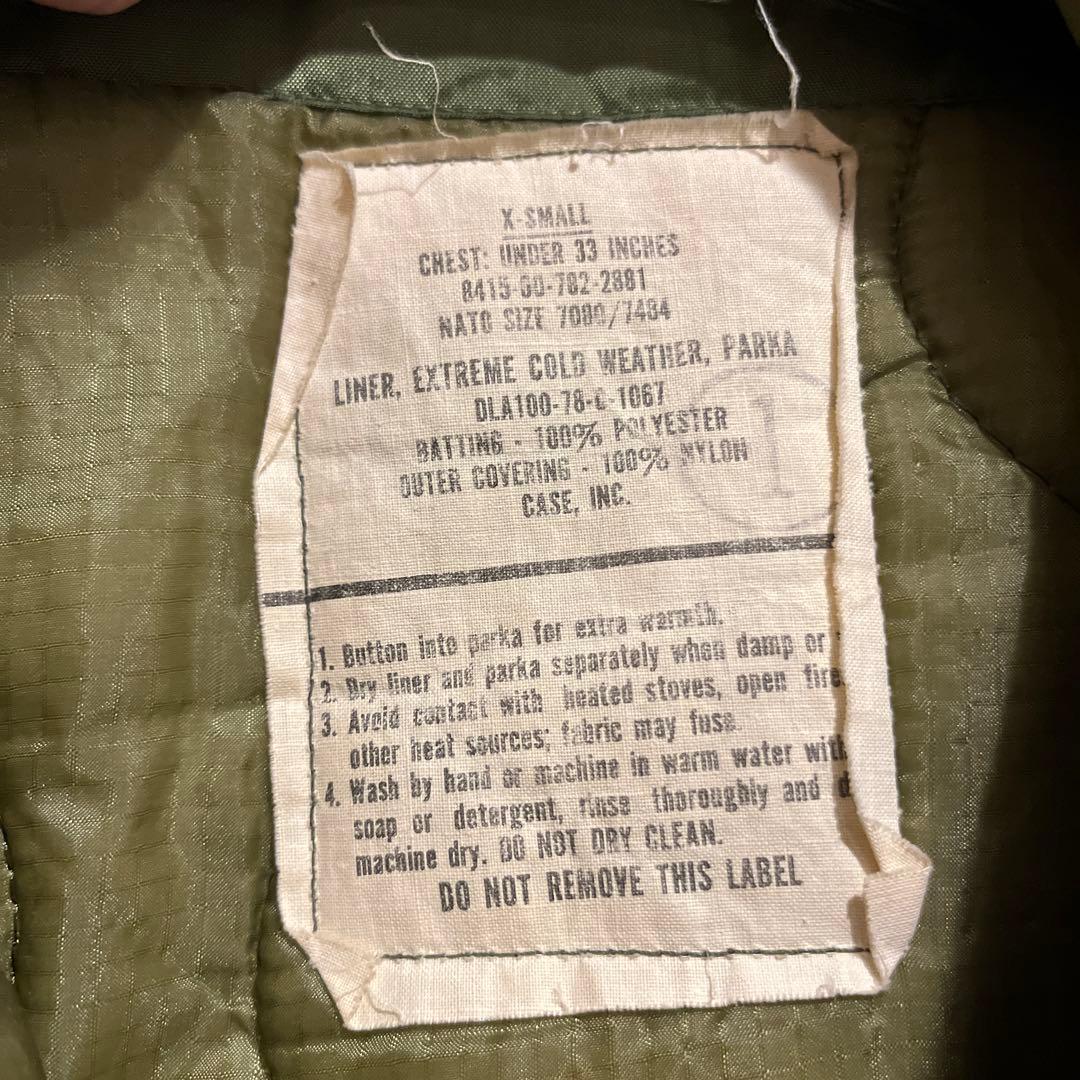 X-SMALL
CHEST: UNDER 33 INCHES
8415-00-782-2881
NATO SIZE 7080/7484
LINER, EXTREME COLD WEATHER, PARKA
DLA100-78-C-1067
BATTING - 100% POLYESTER
OUTER COVERING - 100% NYLON
CASE, INC.
1
1. Button into parka for extra warmth.
2. Dry liner and parka separately when damp or
3. Avoid contact with heated stoves, open fire
other heat sources; fabric may fuse.
4. Wash by hand or machine in warm water with
soap or detergent, rinse thoroughly and d
machine dry. DO NOT DRY CLEAN.
DO NOT REMOVE THIS LABEL